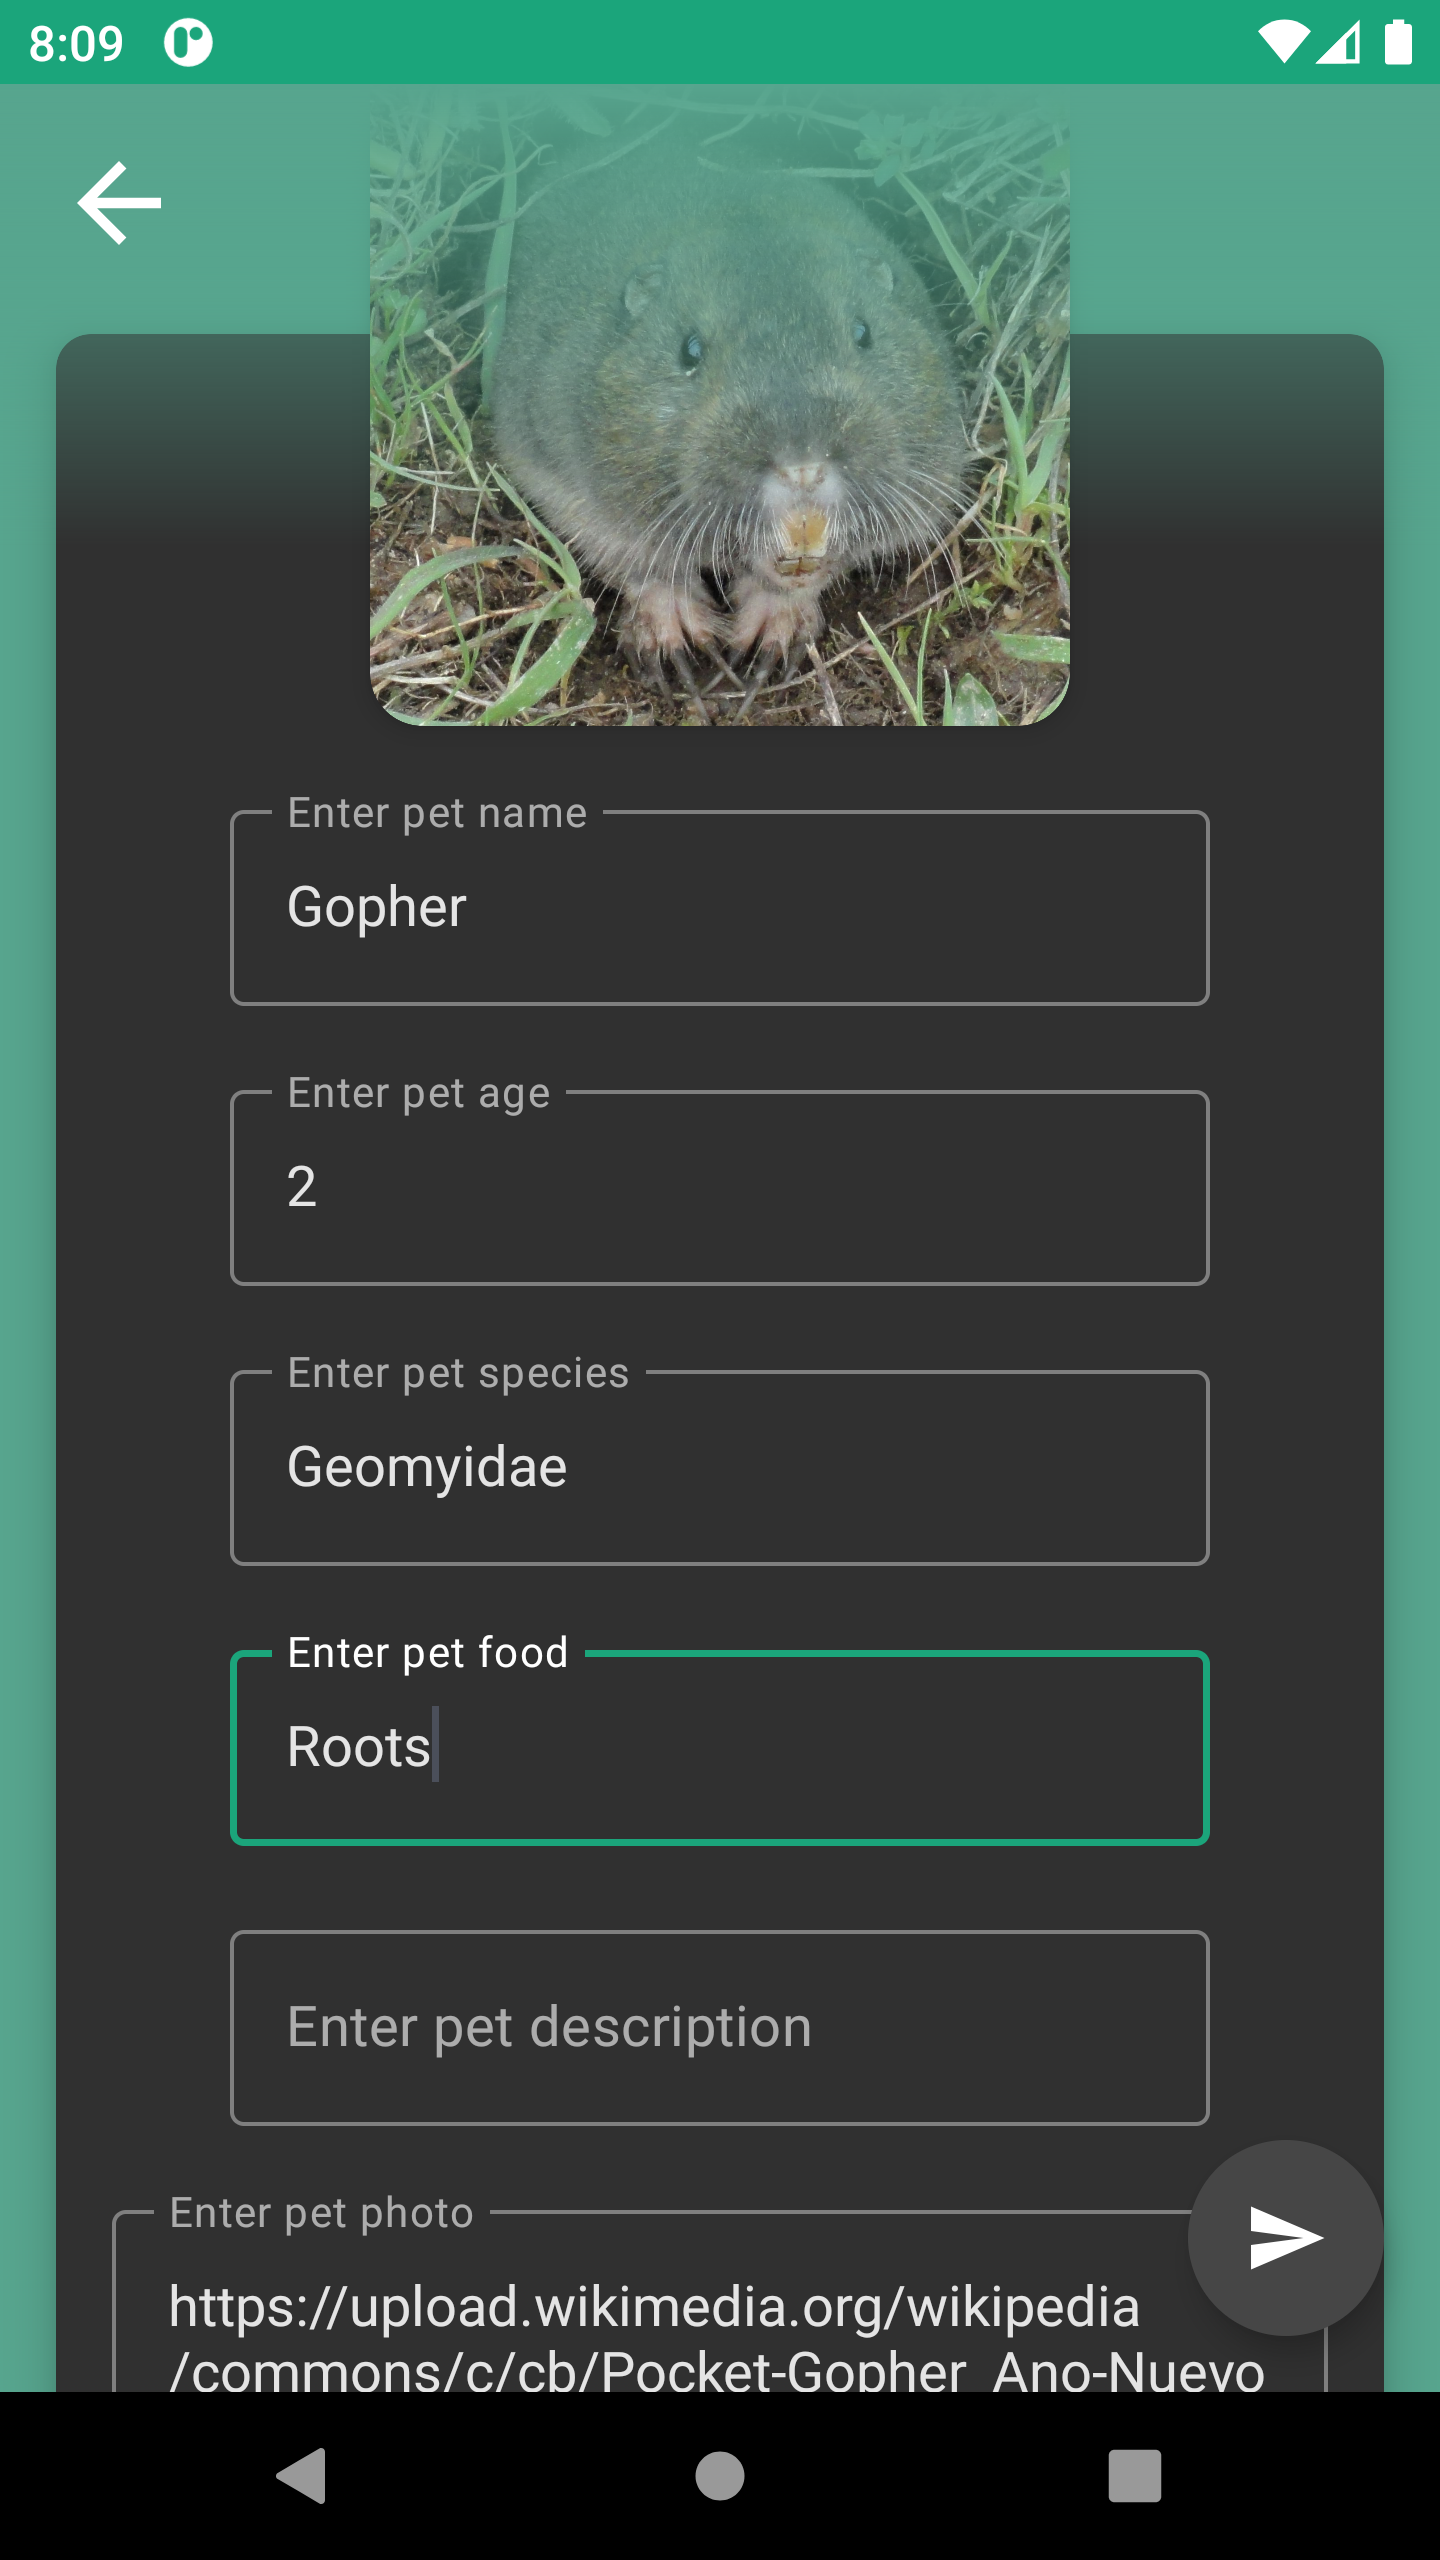 8:09
Enter pet name
Gopher
Enter pet age
2
Enter pet species
Geomyidae
Enter pet food
Roots
Enter pet description
Enter pet photo
https://upload.wikimedia.org/wikipedia
/commons/c/cb/Pocket-Gopher_Ano-Nuevo